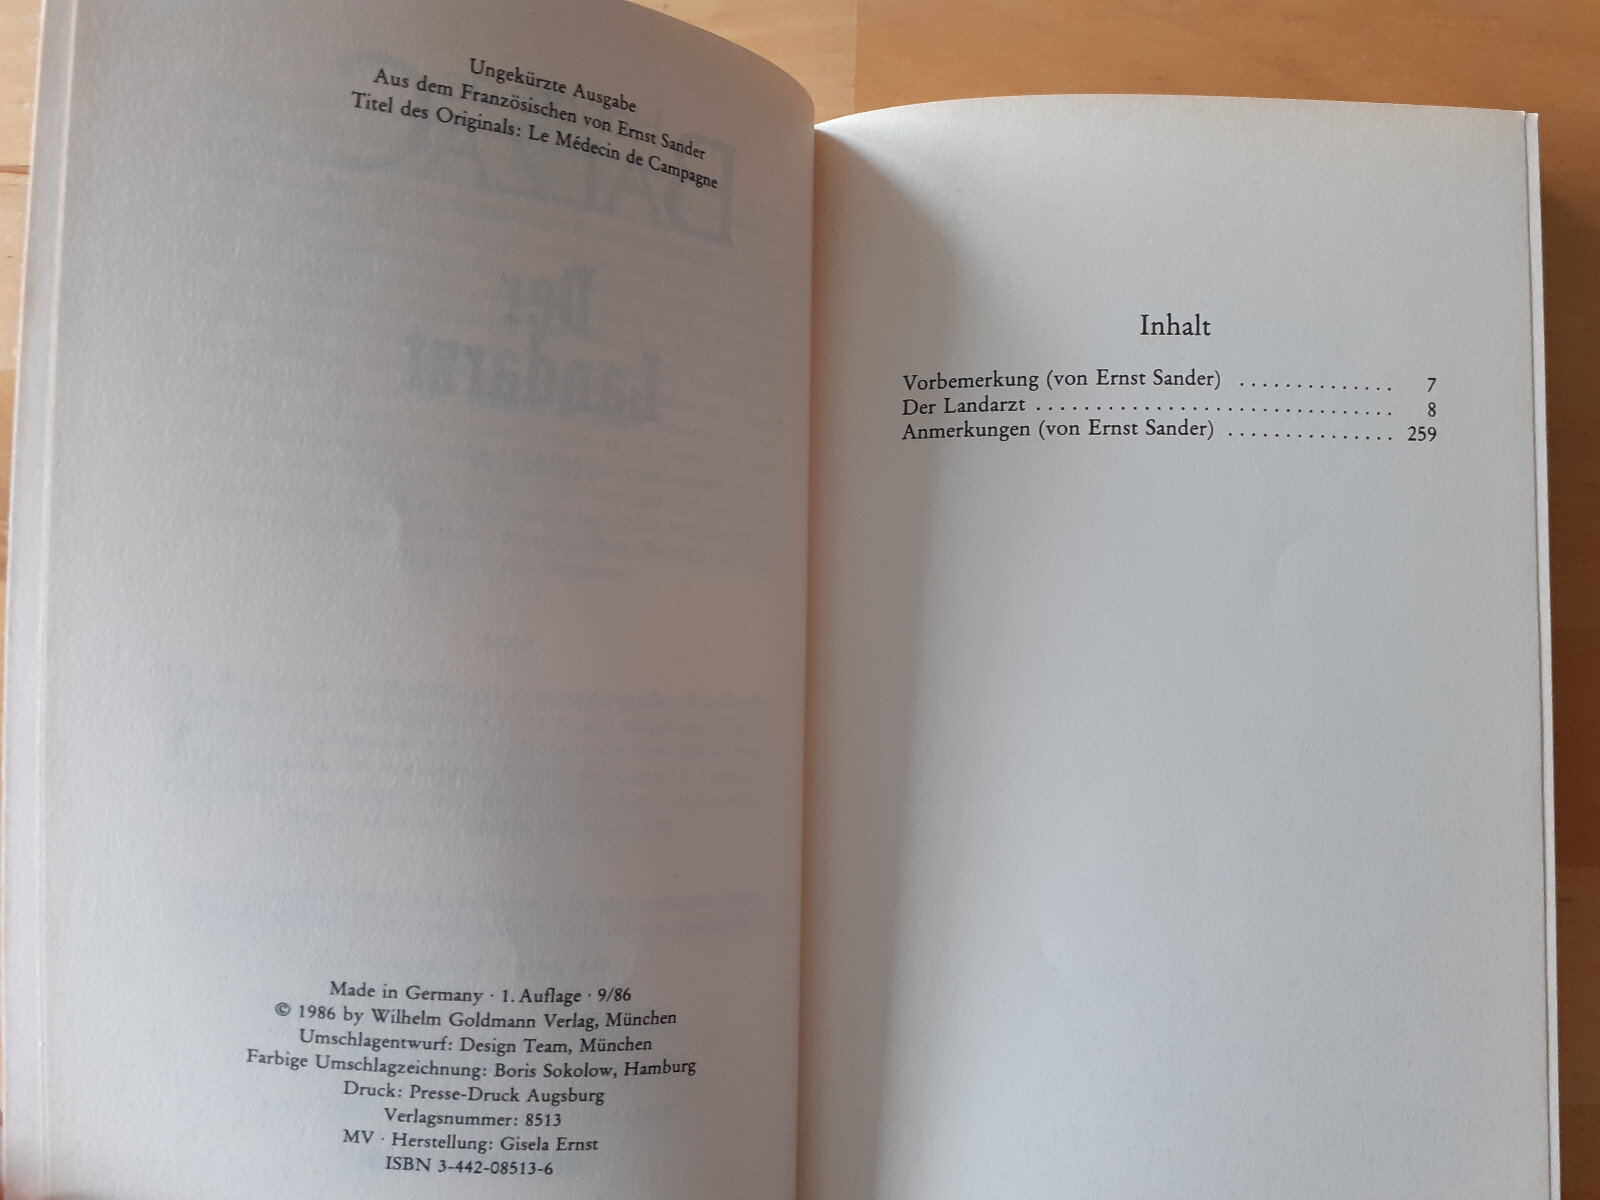 Ungekürzte Ausgabe
Aus dem Französischen von Ernst Sander
Titel des Originals: Le Médecin de Campagne
BALZAC
Der
Landarzt
Made in Germany · 1. Auflage · 9/86
© 1986 by Wilhelm Goldmann Verlag, München
Umschlagentwurf: Design Team, München
Farbige Umschlagzeichnung: Boris Sokolow, Hamburg
Druck: Presse-Druck Augsburg
Verlagsnummer: 8513
MV · Herstellung: Gisela Ernst
ISBN 3-442-08513-6
Inhalt
Vorbemerkung (von Ernst Sander) .............. 7
Der Landarzt .............................. 8
Anmerkungen (von Ernst Sander) .............. 259